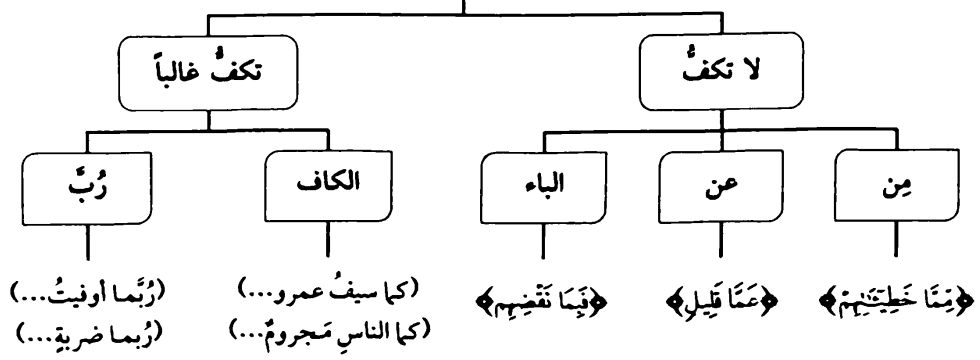 لا تكفُّ
تكفُّ غالباً
مِن
عن
الباء
الكاف
رُبَّ
﴿مِّمَّا خَطِيٓـَٰٔتِهِمْ﴾
﴿عَمَّا قَلِيلٍ﴾
﴿فَبِمَا نَقْضِهِم﴾
(كما سيفُ عمرو...)
(كما الناسِ مَجرومٌ...)
(رُبَّما أوفيتُ...)
(رُبما ضربةٍ...)